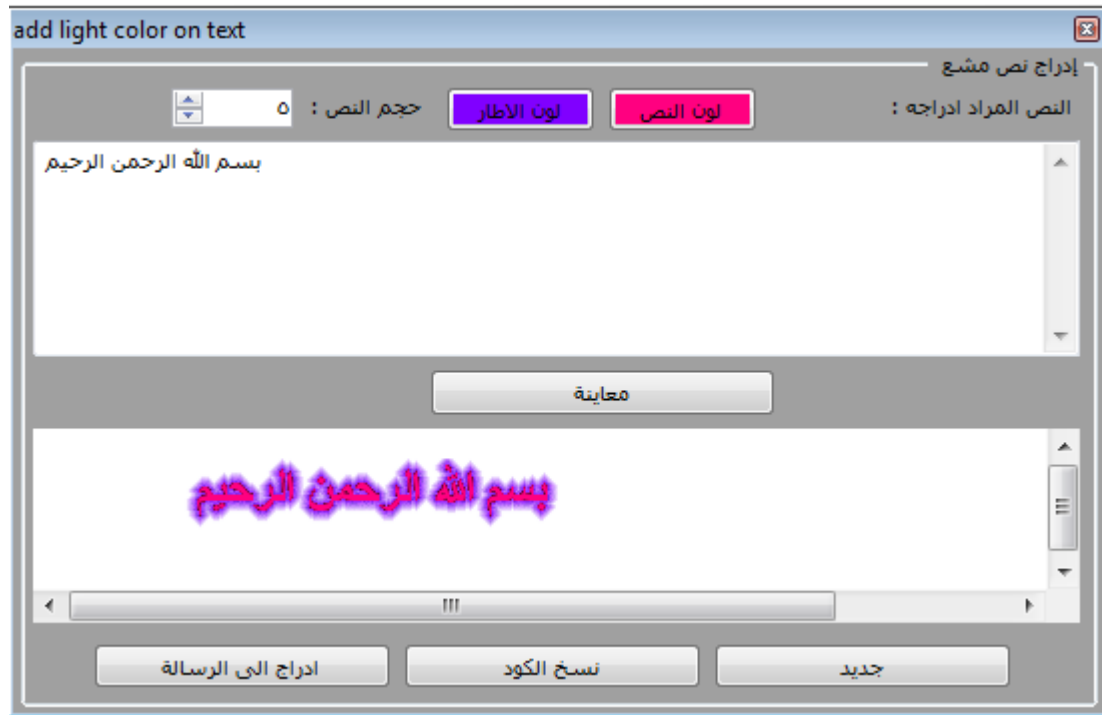 add light color on text
إدراج نص مشع
النص المراد ادراجه : لون النص لون الاطار حجم النص : ٥
بسم الله الرحمن الرحيم
معاينة
بسم الله الرحمن الرحيم
جديد نسخ الكود ادراج الى الرسالة